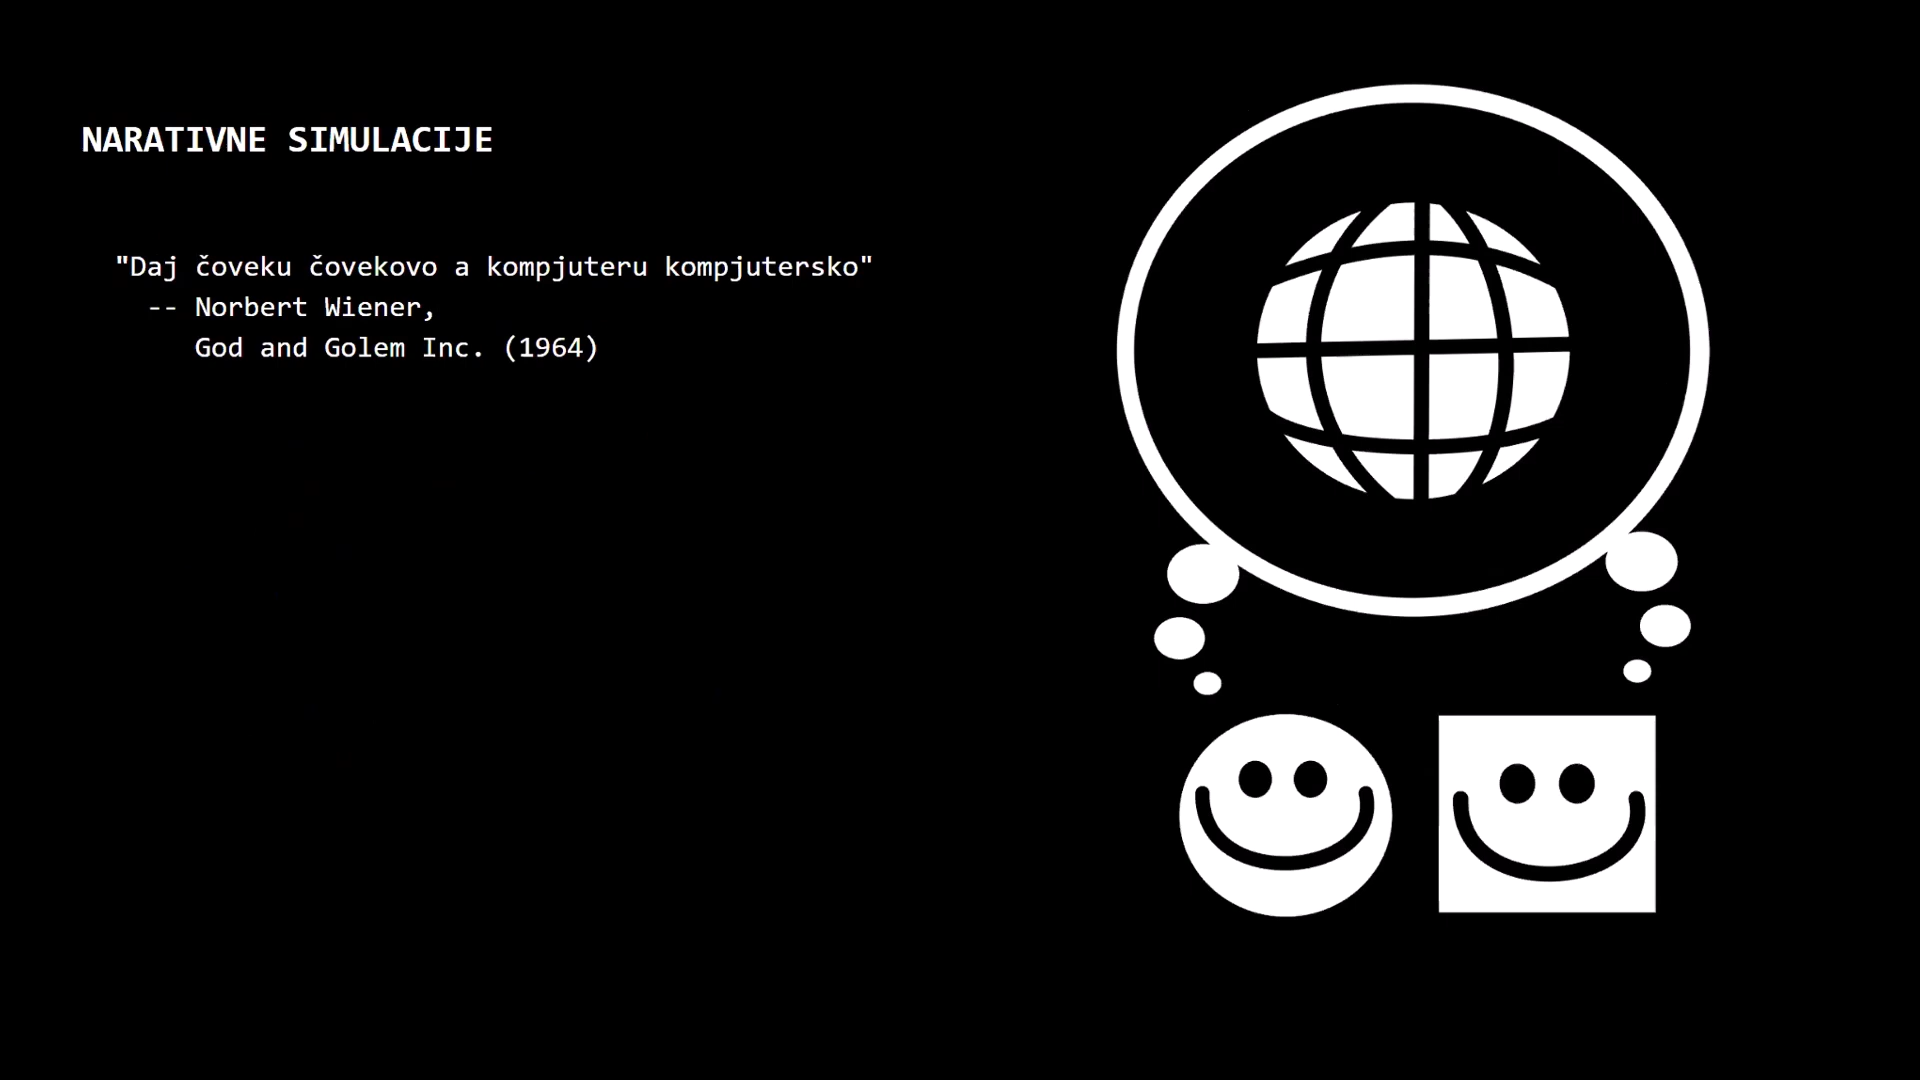 NARATIVNE SIMULACIJE
"Daj čoveku čovekovo a kompjuteru kompjutersko"
-- Norbert Wiener,
God and Golem Inc. (1964)